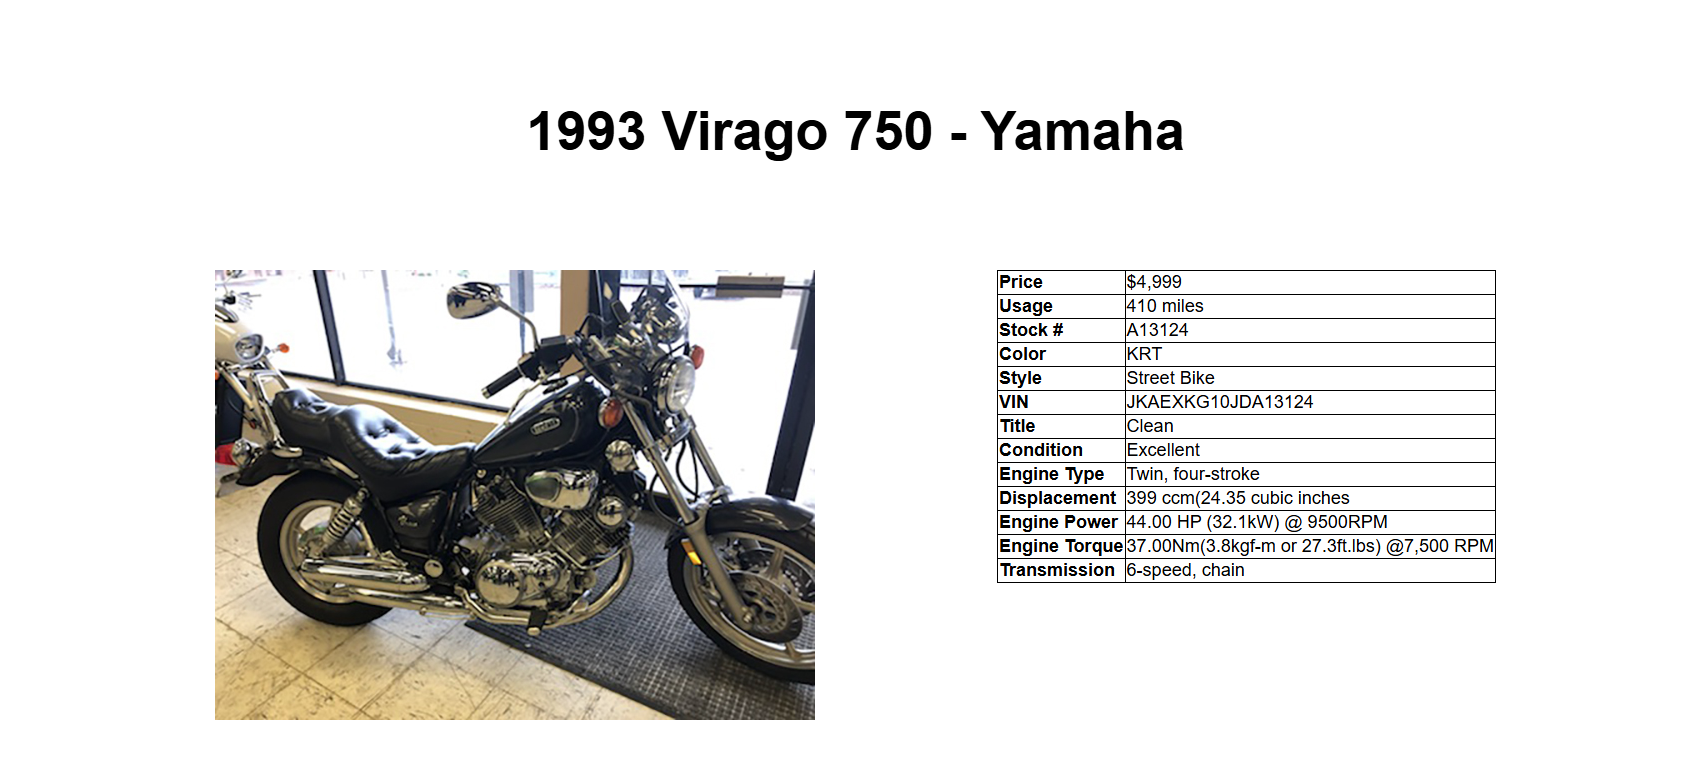 1993 Virago 750 - Yamaha
Price $4,999
Usage 410 miles
Stock # A13124
Color KRT
Style Street Bike
VIN JKAEXKG10JDA13124
Title Clean
Condition Excellent
Engine Type Twin, four-stroke
Displacement 399 ccm(24.35 cubic inches
Engine Power 44.00 HP (32.1kW) @ 9500RPM
Engine Torque 37.00Nm(3.8kgf-m or 27.3ft.lbs) @7,500 RPM
Transmission 6-speed, chain